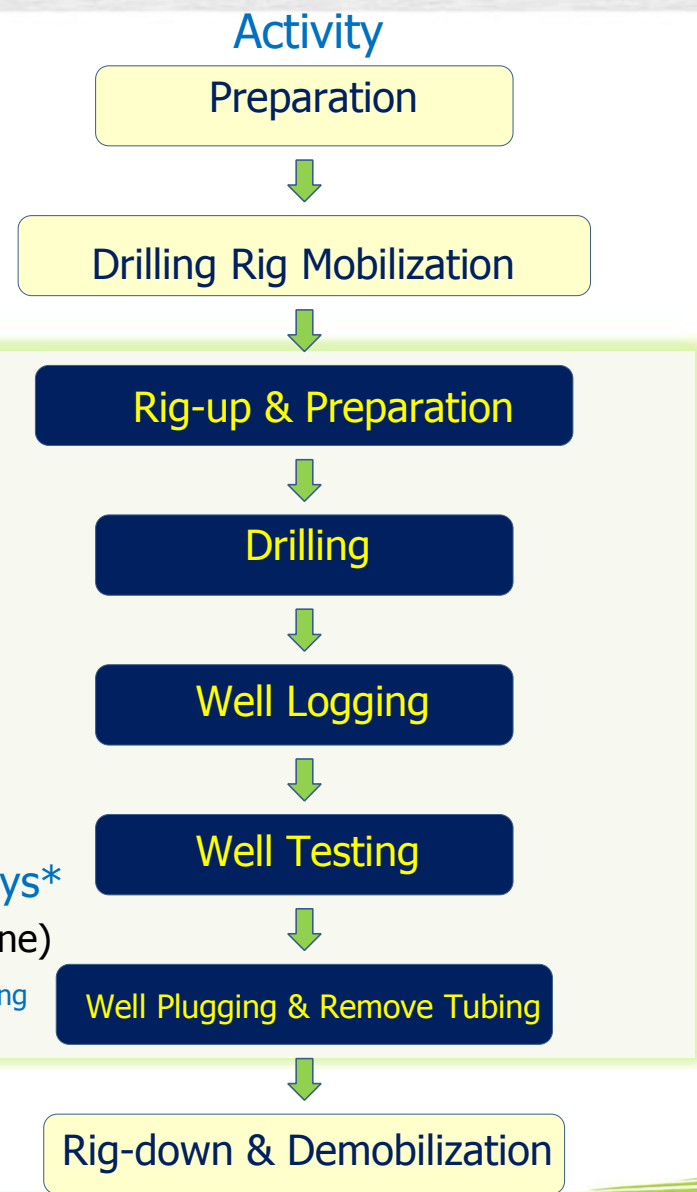 Activity
Preparation
Drilling Rig Mobilization
Rig-up & Preparation
Drilling
Well Logging
Well Testing
ys*
ne)
ng
Well Plugging & Remove Tubing
Rig-down & Demobilization